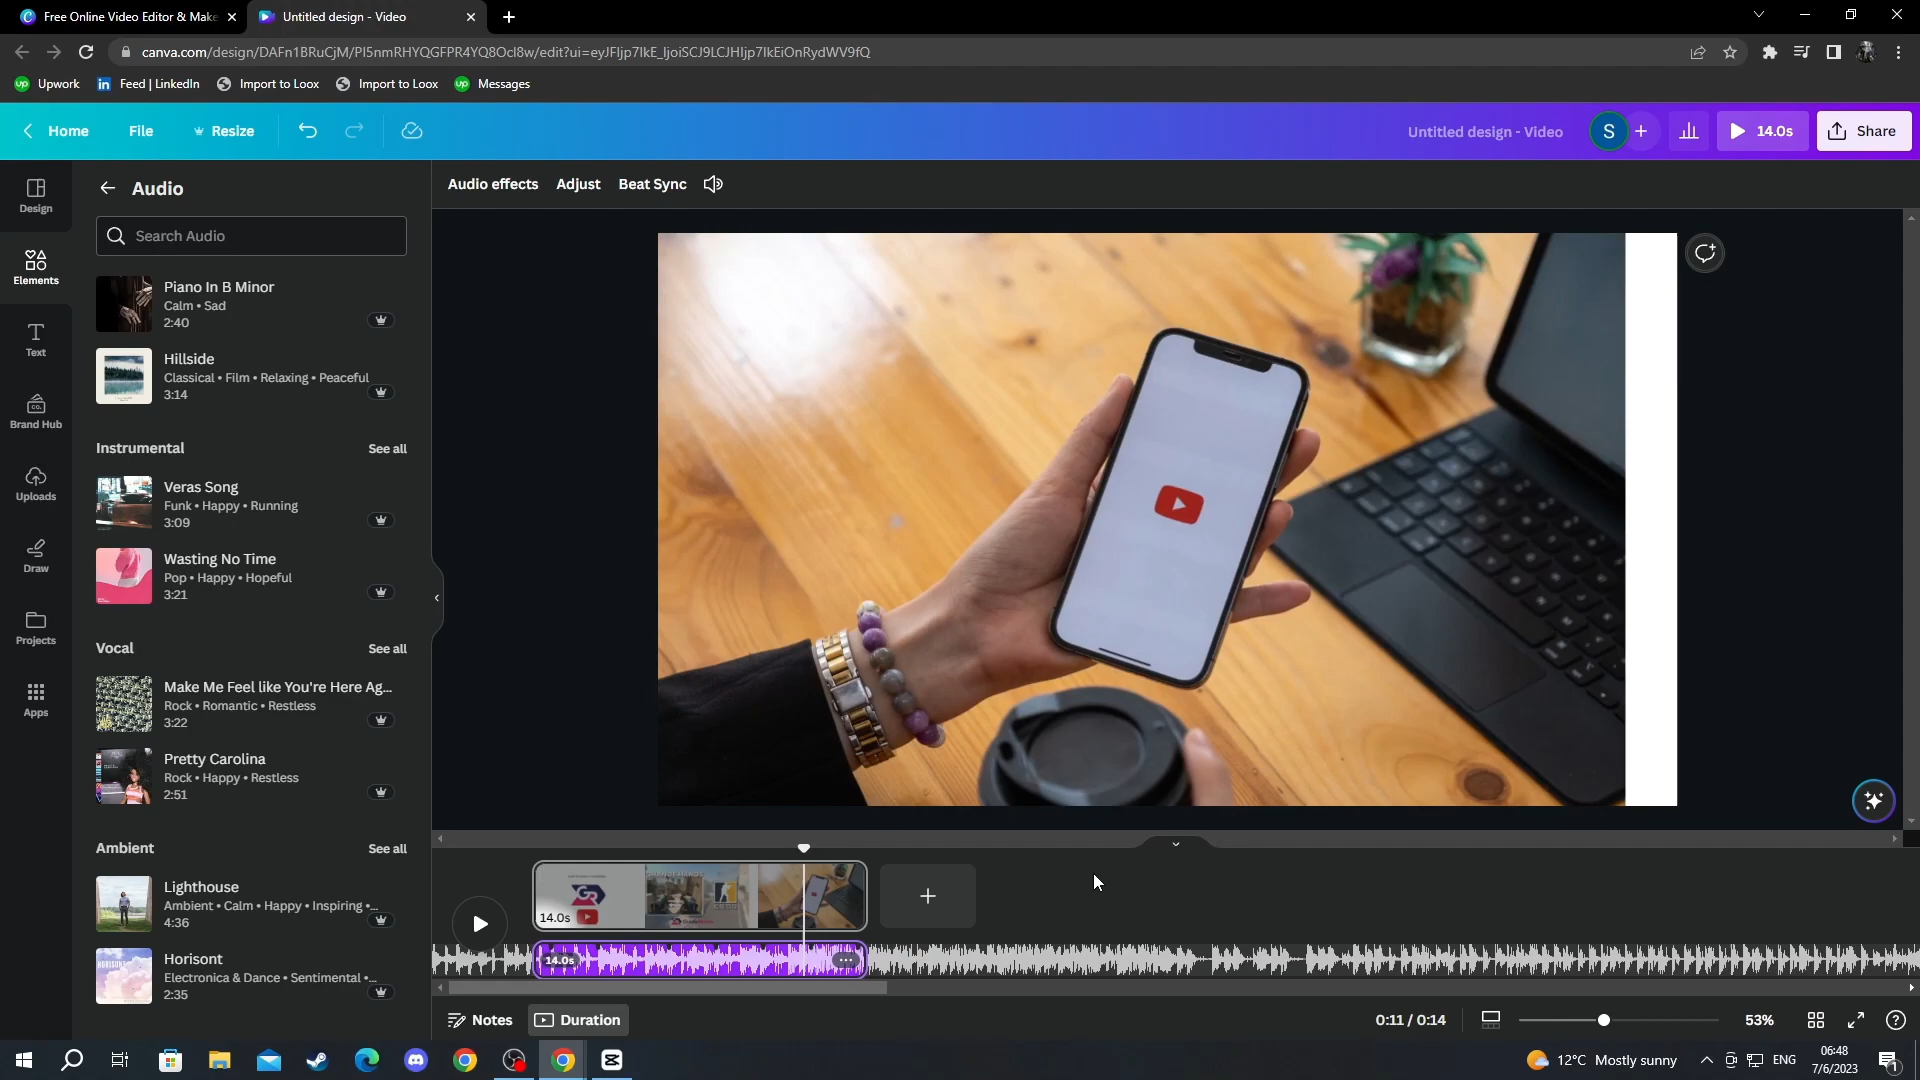 Free Online Video Editor & Make
Untitled design - Video
canva.com/design/DAFn1BRuCjM/PI5nmRHYQGFPR4YQ8Ocl8w/edit?ui=eyJFIjp7IkE_IjoiSCJ9LCJHIjp7IkEiOnRydWV9fQ
Upwork
Feed | LinkedIn
Import to Loox
Import to Loox
Messages
Home
File
Resize
Untitled design - Video
S
14.0s
Share
Design
Elements
Text
Brand Hub
Uploads
Draw
Projects
Apps
Audio
Search Audio
Piano In B Minor
Calm • Sad
2:40
Hillside
Classical • Film • Relaxing • Peaceful
3:14
Instrumental
See all
Veras Song
Funk • Happy • Running
3:09
Wasting No Time
Pop • Happy • Hopeful
3:21
Vocal
See all
Make Me Feel like You're Here Ag...
Rock • Romantic • Restless
3:22
Pretty Carolina
Rock • Happy • Restless
2:51
Ambient
See all
Lighthouse
Ambient • Calm • Happy • Inspiring •...
4:36
Horisont
Electronica & Dance • Sentimental •...
2:35
Audio effects
Adjust
Beat Sync
14.0s
14.0s
Notes
Duration
0:11 / 0:14
53%
12°C Mostly sunny
ENG
06:48
7/6/2023
1